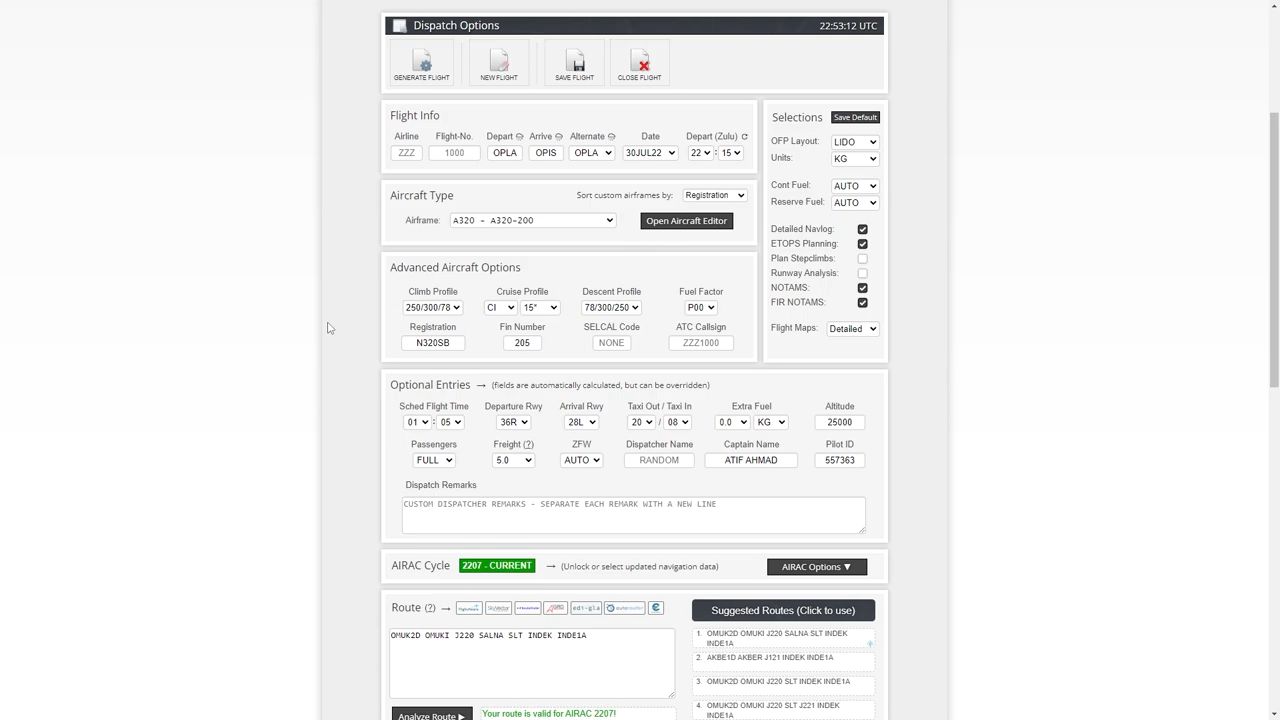 Dispatch Options 22:53:12 UTC
GENERATE FLIGHT NEW FLIGHT SAVE FLIGHT CLOSE FLIGHT
Flight Info
Airline Flight-No. Depart Arrive Alternate Date Depart (Zulu)
ZZZ 1000 OPLA OPIS OPLA 30JUL22 22 : 15
Aircraft Type Sort custom airframes by: Registration
Airframe: A320 - A320-200 Open Aircraft Editor
Advanced Aircraft Options
Climb Profile Cruise Profile Descent Profile Fuel Factor
250/300/78 CI 15* 78/300/250 P00
Registration Fin Number SELCAL Code ATC Callsign
N320SB 205 NONE ZZZ1000
Selections Save Default
OFP Layout: LIDO
Units: KG
Cont Fuel: AUTO
Reserve Fuel: AUTO
Detailed Navlog:
ETOPS Planning:
Plan Stepclimbs:
Runway Analysis:
NOTAMS:
FIR NOTAMS:
Flight Maps: Detailed
Optional Entries → (fields are automatically calculated, but can be overridden)
Sched Flight Time Departure Rwy Arrival Rwy Taxi Out / Taxi In Extra Fuel Altitude
01 : 05 36R 28L 20 / 08 0.0 KG 25000
Passengers Freight (?) ZFW Dispatcher Name Captain Name Pilot ID
FULL 5.0 AUTO RANDOM ATIF AHMAD 557363
Dispatch Remarks
CUSTOM DISPATCHER REMARKS - SEPARATE EACH REMARK WITH A NEW LINE
AIRAC Cycle 2207 - CURRENT → (Unlock or select updated navigation data) AIRAC Options ▼
Route (?) →
OMUK2D OMUKI J220 SALNA SLT INDEK INDE1A
Analyze Route ▶ Your route is valid for AIRAC 2207!
Suggested Routes (Click to use)
1. OMUK2D OMUKI J220 SALNA SLT INDEK
INDE1A
2. AKBE1D AKBER J121 INDEK INDE1A
3. OMUK2D OMUKI J220 SLT INDEK INDE1A
4. OMUK2D OMUKI J220 SLT J221 INDEK
INDE1A